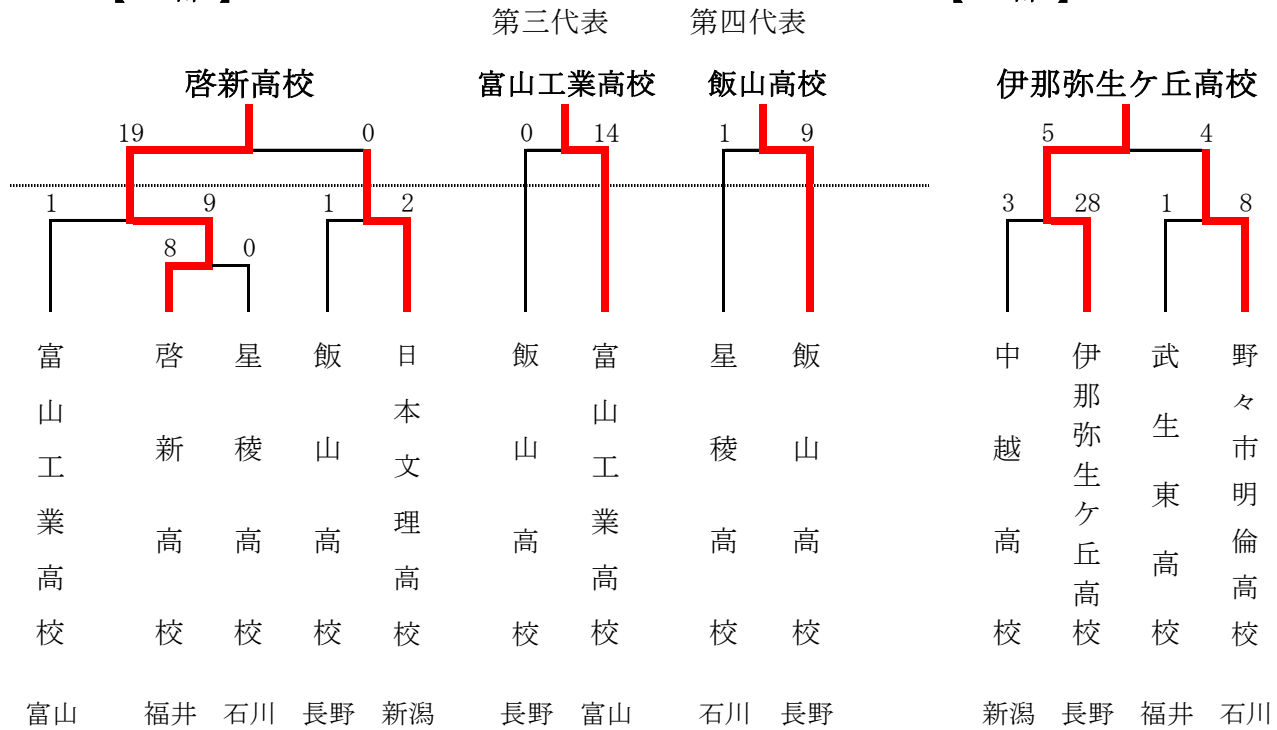 第三代表 第四代表
啓新高校 富山工業高校 飯山高校 伊那弥生ケ丘高校
19 0 0 14 1 9 5 4
1 9 1 2 3 28 1 8
8 0
富山工業高校
啓新高校
星稜高校
飯山高校
日本文理高校
飯山高校
富山工業高校
星稜高校
飯山高校
中越高校
伊那弥生ケ丘高校
武生東高校
野々市明倫高校
富山 福井 石川 長野 新潟 長野 富山 石川 長野 新潟 長野 福井 石川